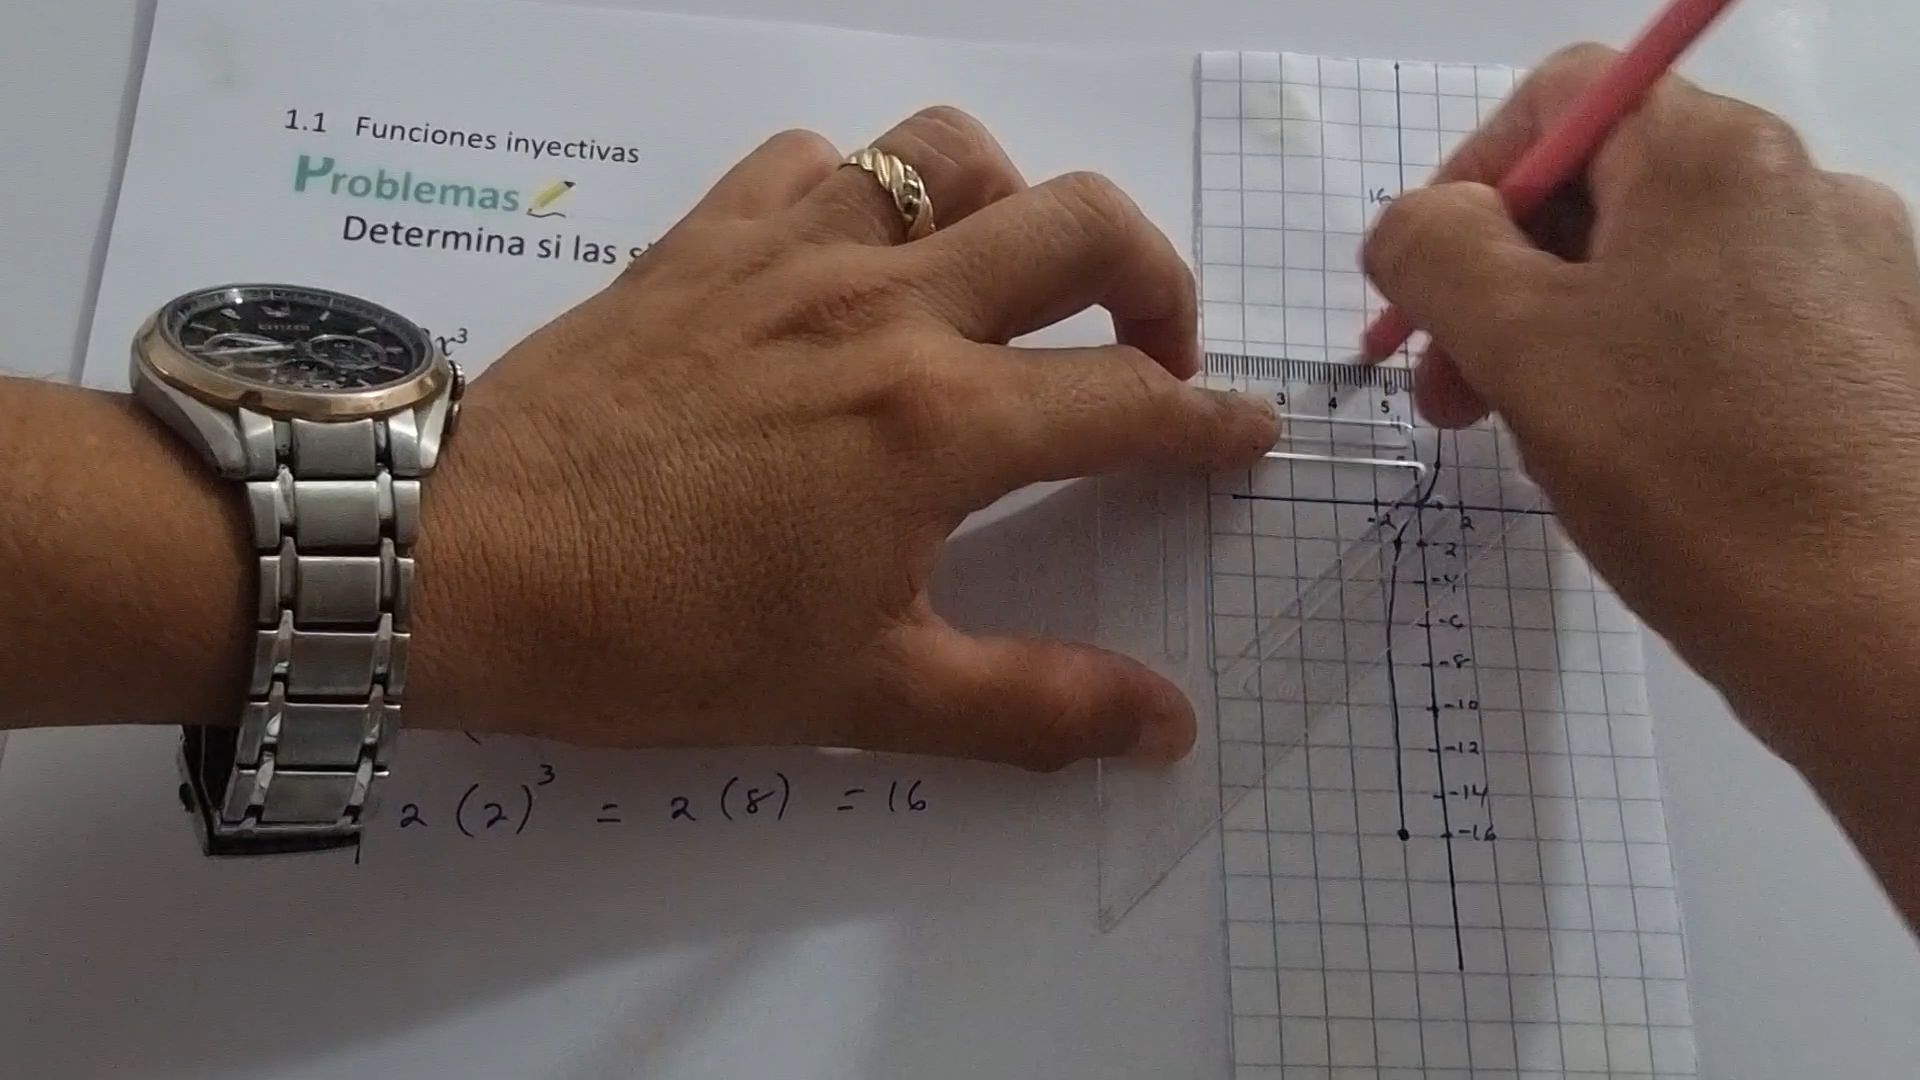 1.1 Funciones inyectivas
Problemas
Determina si las
x³
2 (2)³ = 2 (8) = 16
16
3 4 5
-2 2
-2
-4
-6
-8
-10
-12
-14
-16